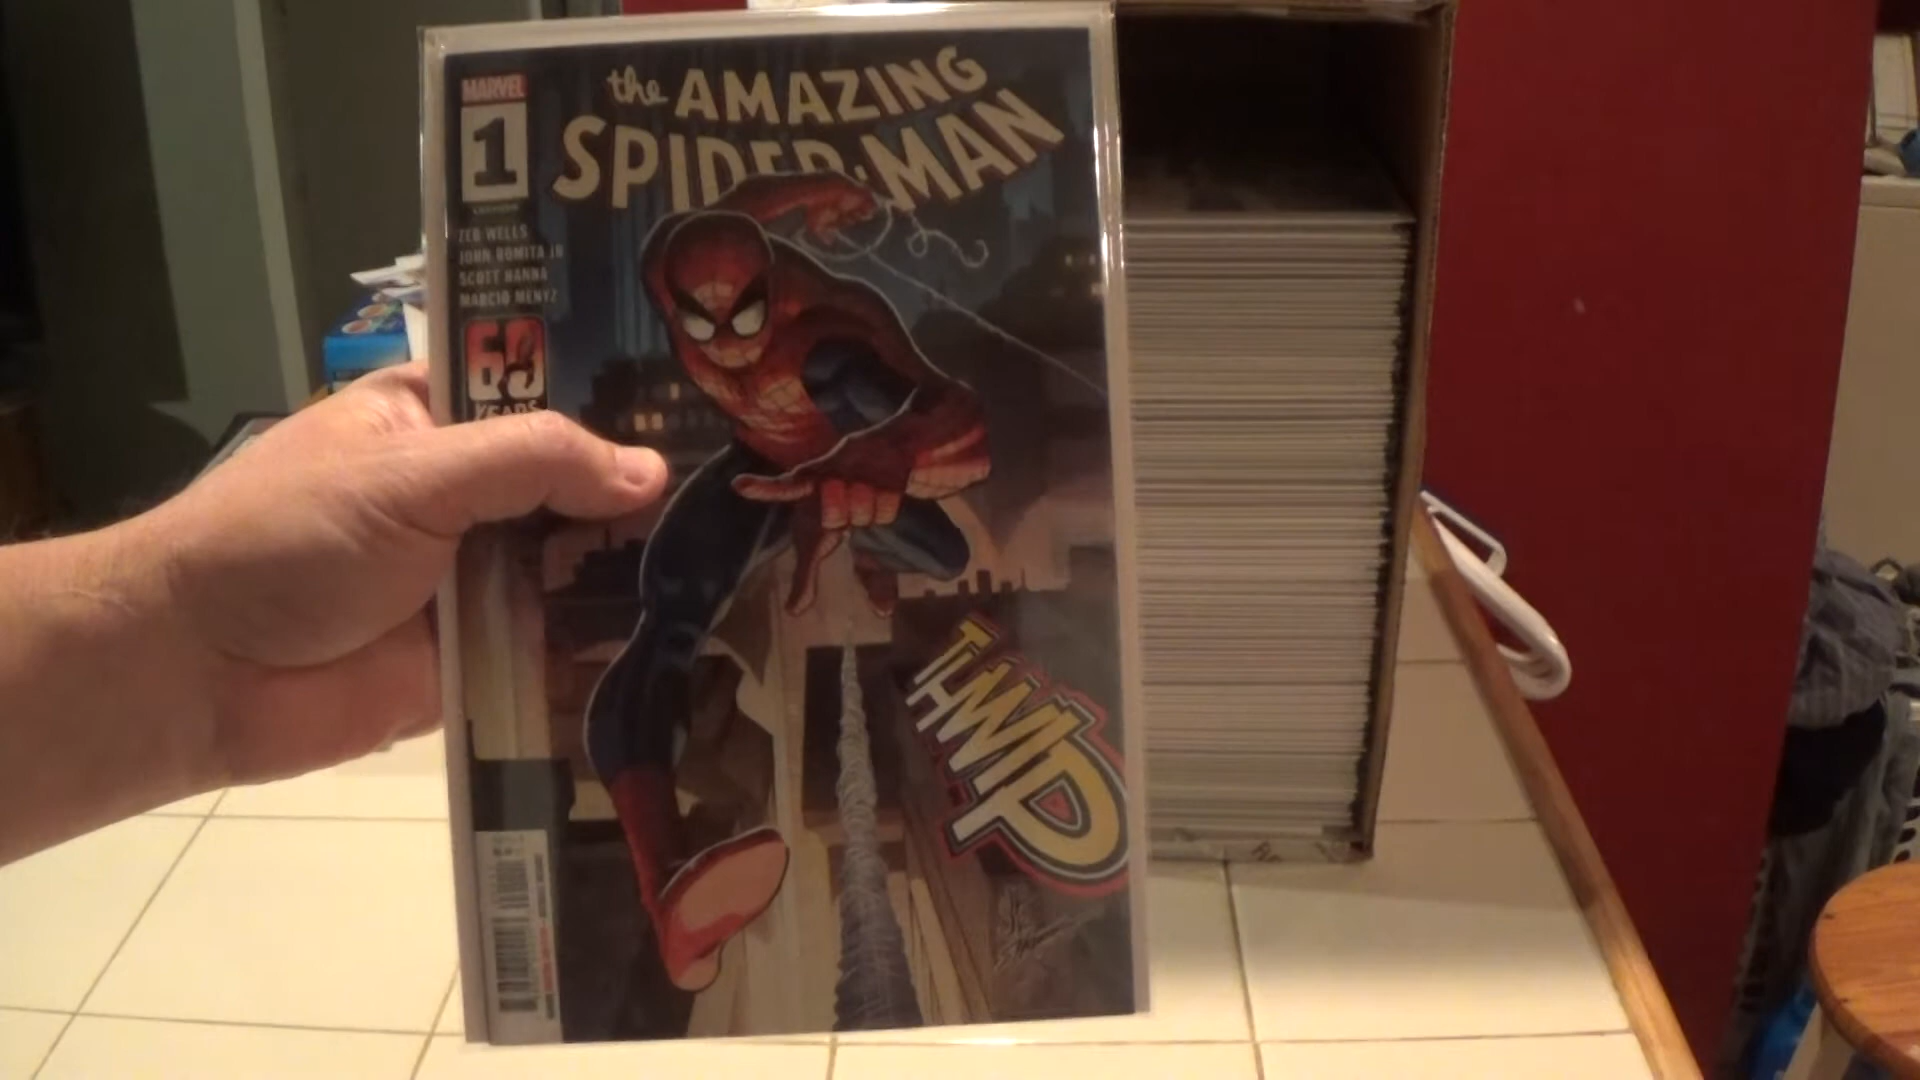 MARVEL
1
the AMAZING
SPIDER-MAN
ZEB WELLS
JOHN ROMITA JR
SCOTT HANNA
MARCIO MENYZ
60
YEARS
THWIP